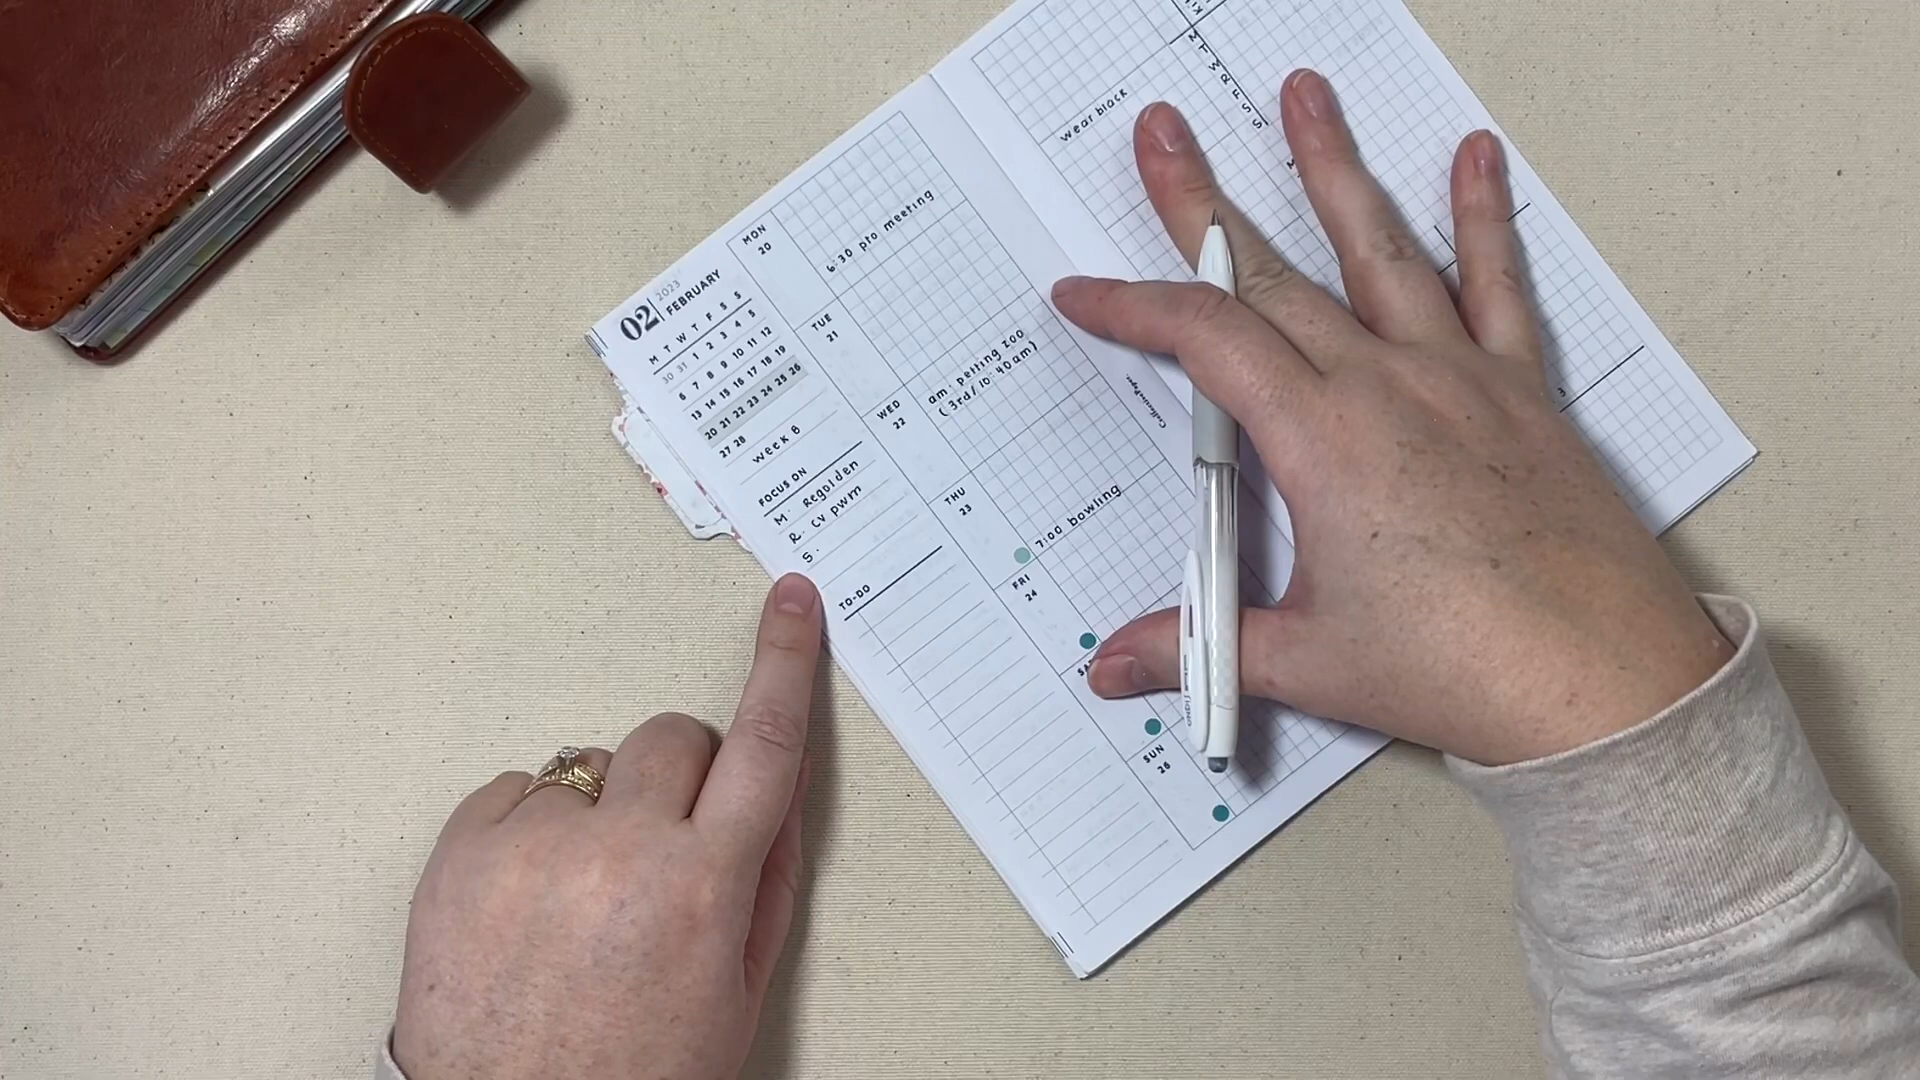 02
2023
FEBRUARY
M T W T F S S
30 31 1 2 3 4 5
6 7 8 9 10 11 12
13 14 15 16 17 18 19
20 21 22 23 24 25 26
27 28
week 8
FOCUS ON
M. Regolden
R. CV pwm
S.
TO-DO
MON
20
6:30 pto meeting
TUE
21
WED
22
am: petting zoo
(3rd/10:40am)
THU
23
7:00 bowling
FRI
24
SUN
26
wear black
M
T
W
R
F
S
S